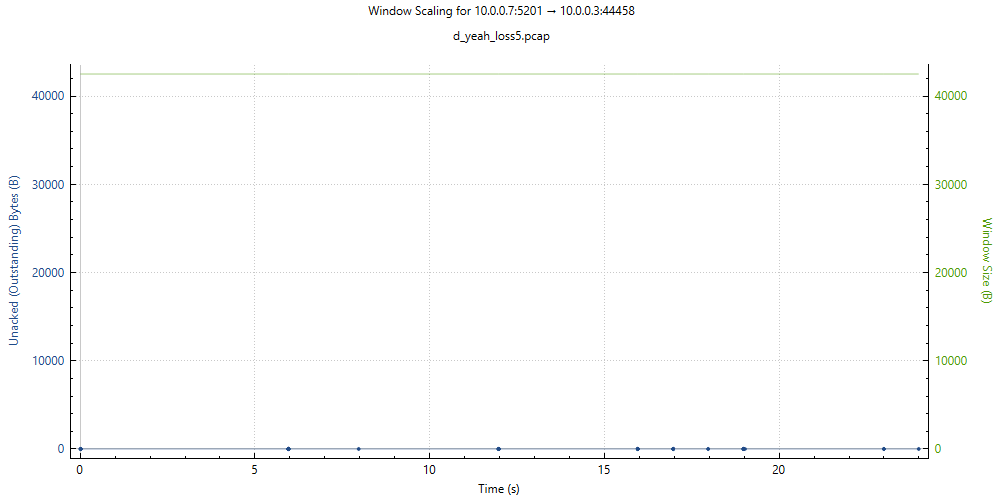 Window Scaling for 10.0.0.7:5201 → 10.0.0.3:44458
d_yeah_loss5.pcap
Unacked (Outstanding) Bytes (B)
40000
30000
20000
10000
0
40000
30000
20000
10000
0
Window Size (B)
0 5 10 15 20
Time (s)